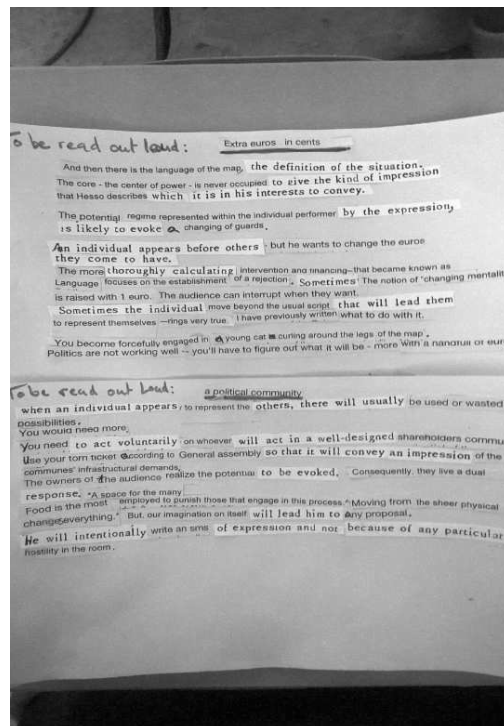 To be read out loud:
Extra euros in cents
And then there is the language of the map, the definition of the situation.
The core - the center of power - is never occupied to give the kind of impression
that Hesso describes which it is in his interests to convey.
The potential regime represented within the individual performer by the expression,
is likely to evoke a changing of guards.
An individual appears before others , but he wants to change the euros
they come to have.
The more thoroughly calculating intervention and financing--that became known as
Language focuses on the establishment of a rejection. Sometimes The notion of "changing mentalit
is raised with 1 euro. The audience can interrupt when they want.
Sometimes the individual move beyond the usual script that will lead them
to represent themselves —rings very true. I have previously written what to do with it.
You become forcefully engaged in a young cat curling around the legs of the map.
Politics are not working well -- you'll have to figure out what it will be - more With a handful of euro
To be read out loud:
a political community
when an individual appears, to represent the others, there will usually be used or wasted
possibilities.
You would need more,
You need to act voluntarily on whoever will act in a well-designed shareholders commu
Use your torn ticket according to General assembly so that it will convey an impression of the
communes' infrastructural demands,
The owners of the audience realize the potential to be evoked. Consequently, they live a dual
response. "A space for the many
Food is the most employed to punish those that engage in this process." Moving from the sheer physical
changes everything." But, our imagination on itself will lead him to any proposal.
He will intentionally write an sms of expression and not because of any particular
hostility in the room.